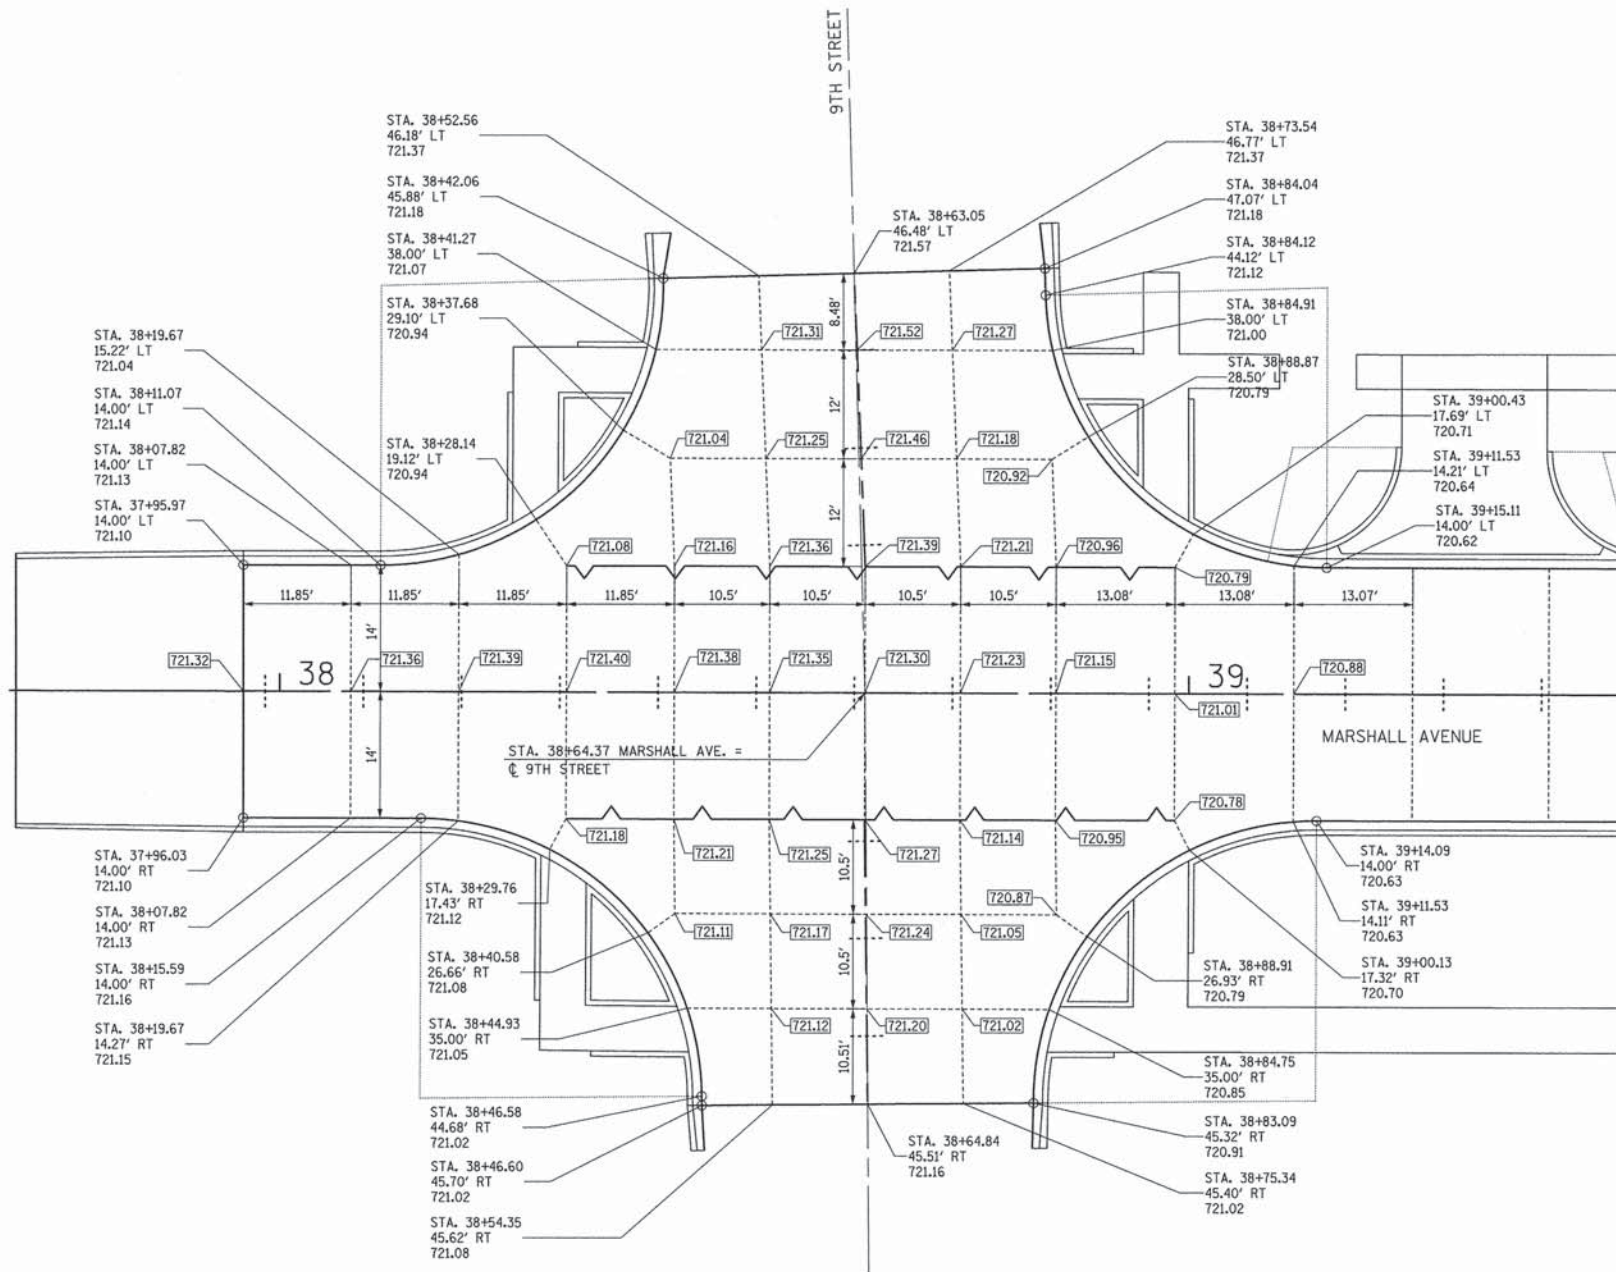 9TH STREET
STA. 38+52.56
46.18' LT
721.37
STA. 38+42.06
45.88' LT
721.18
STA. 38+41.27
38.00' LT
721.07
STA. 38+37.68
29.10' LT
720.94
STA. 38+28.14
19.12' LT
720.94
STA. 38+19.67
15.22' LT
721.04
STA. 38+11.07
14.00' LT
721.14
STA. 38+07.82
14.00' LT
721.13
STA. 37+95.97
14.00' LT
721.10
STA. 38+63.05
46.48' LT
721.57
STA. 38+73.54
46.77' LT
721.37
STA. 38+84.04
47.07' LT
721.18
STA. 38+84.12
44.12' LT
721.12
STA. 38+84.91
38.00' LT
721.00
STA. 38+88.87
28.50' LT
720.79
STA. 39+00.43
17.69' LT
720.71
STA. 39+11.53
14.21' LT
720.64
STA. 39+15.11
14.00' LT
720.62
8.48'
721.31
721.52
721.27
12'
721.04
721.25
721.46
721.18
720.92
12'
721.08
721.16
721.36
721.39
721.21
720.96
720.79
11.85'
11.85'
11.85'
11.85'
10.5'
10.5'
10.5'
10.5'
13.08'
13.08'
13.07'
14'
721.32
38
721.36
721.39
721.40
721.38
721.35
721.30
721.23
721.15
39
720.88
721.01
14'
STA. 38+64.37 MARSHALL AVE. =
℄ 9TH STREET
MARSHALL AVENUE
720.78
721.18
721.21
721.25
721.27
721.14
720.95
10.5'
720.87
721.11
721.17
721.24
721.05
10.5'
721.12
721.20
721.02
10.51'
STA. 37+96.03
14.00' RT
721.10
STA. 38+07.82
14.00' RT
721.13
STA. 38+15.59
14.00' RT
721.16
STA. 38+19.67
14.27' RT
721.15
STA. 38+29.76
17.43' RT
721.12
STA. 38+40.58
26.66' RT
721.08
STA. 38+44.93
35.00' RT
721.05
STA. 38+46.58
44.68' RT
721.02
STA. 38+46.60
45.70' RT
721.02
STA. 38+54.35
45.62' RT
721.08
STA. 38+64.84
45.51' RT
721.16
STA. 39+14.09
14.00' RT
720.63
STA. 39+11.53
14.11' RT
720.63
STA. 39+00.13
17.32' RT
720.70
STA. 38+88.91
26.93' RT
720.79
STA. 38+84.75
35.00' RT
720.85
STA. 38+83.09
45.32' RT
720.91
STA. 38+75.34
45.40' RT
721.02